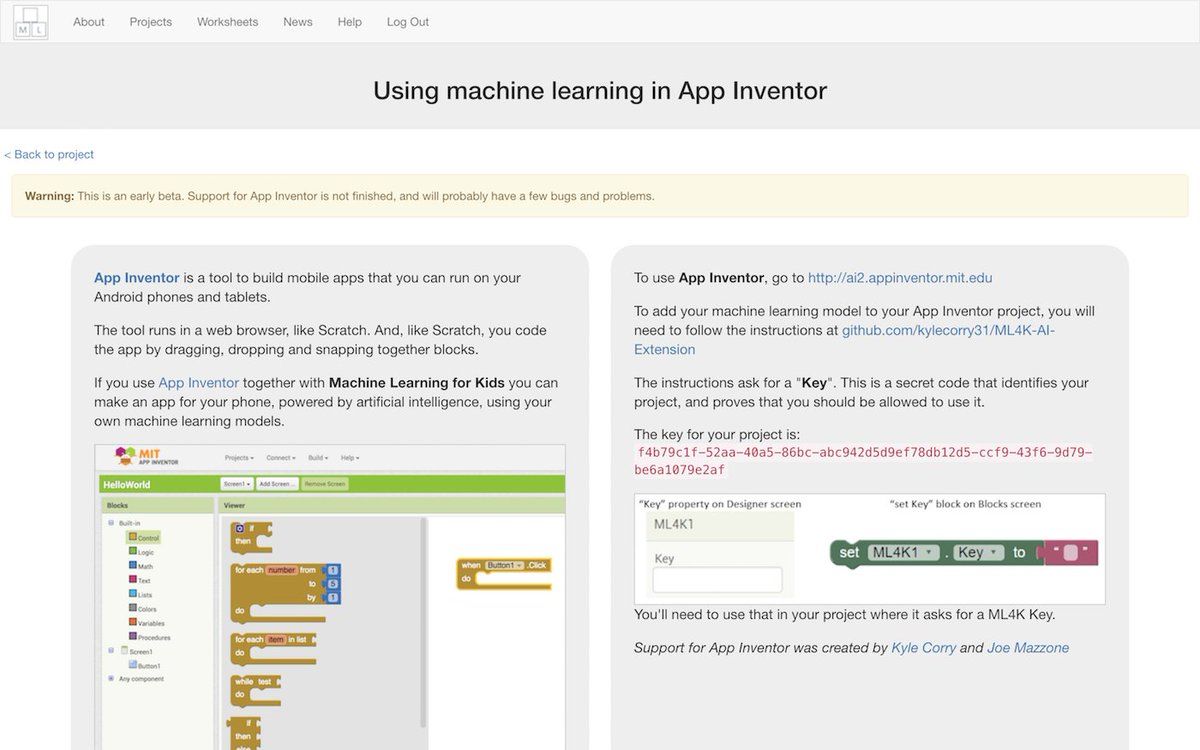 M L
About Projects Worksheets News Help Log Out
Using machine learning in App Inventor
< Back to project
Warning: This is an early beta. Support for App Inventor is not finished, and will probably have a few bugs and problems.
App Inventor is a tool to build mobile apps that you can run on your
Android phones and tablets.
The tool runs in a web browser, like Scratch. And, like Scratch, you code
the app by dragging, dropping and snapping together blocks.
If you use App Inventor together with Machine Learning for Kids you can
make an app for your phone, powered by artificial intelligence, using your
own machine learning models.
MIT
APP INVENTOR
Projects Connect Build Help
HelloWorld
Screen1 Add Screen ... Remove Screen
Blocks
Viewer
Built-in
Control
Logic
Math
Text
Lists
Colors
Variables
Procedures
Screen1
Button1
Any component
if
then
for each number from 1
to 5
by 1
do
for each item in list
do
while test
do
if
then
else
when Button1 .Click
do
To use App Inventor, go to http://ai2.appinventor.mit.edu
To add your machine learning model to your App Inventor project, you will
need to follow the instructions at github.com/kylecorry31/ML4K-AI-
Extension
The instructions ask for a "Key". This is a secret code that identifies your
project, and proves that you should be allowed to use it.
The key for your project is:
f4b79c1f-52aa-40a5-86bc-abc942d5d9ef78db12d5-ccf9-43f6-9d79-
be6a1079e2af
“Key” property on Designer screen
“set Key” block on Blocks screen
ML4K1
Key
set ML4K1 . Key to “ ”
You'll need to use that in your project where it asks for a ML4K Key.
Support for App Inventor was created by Kyle Corry and Joe Mazzone